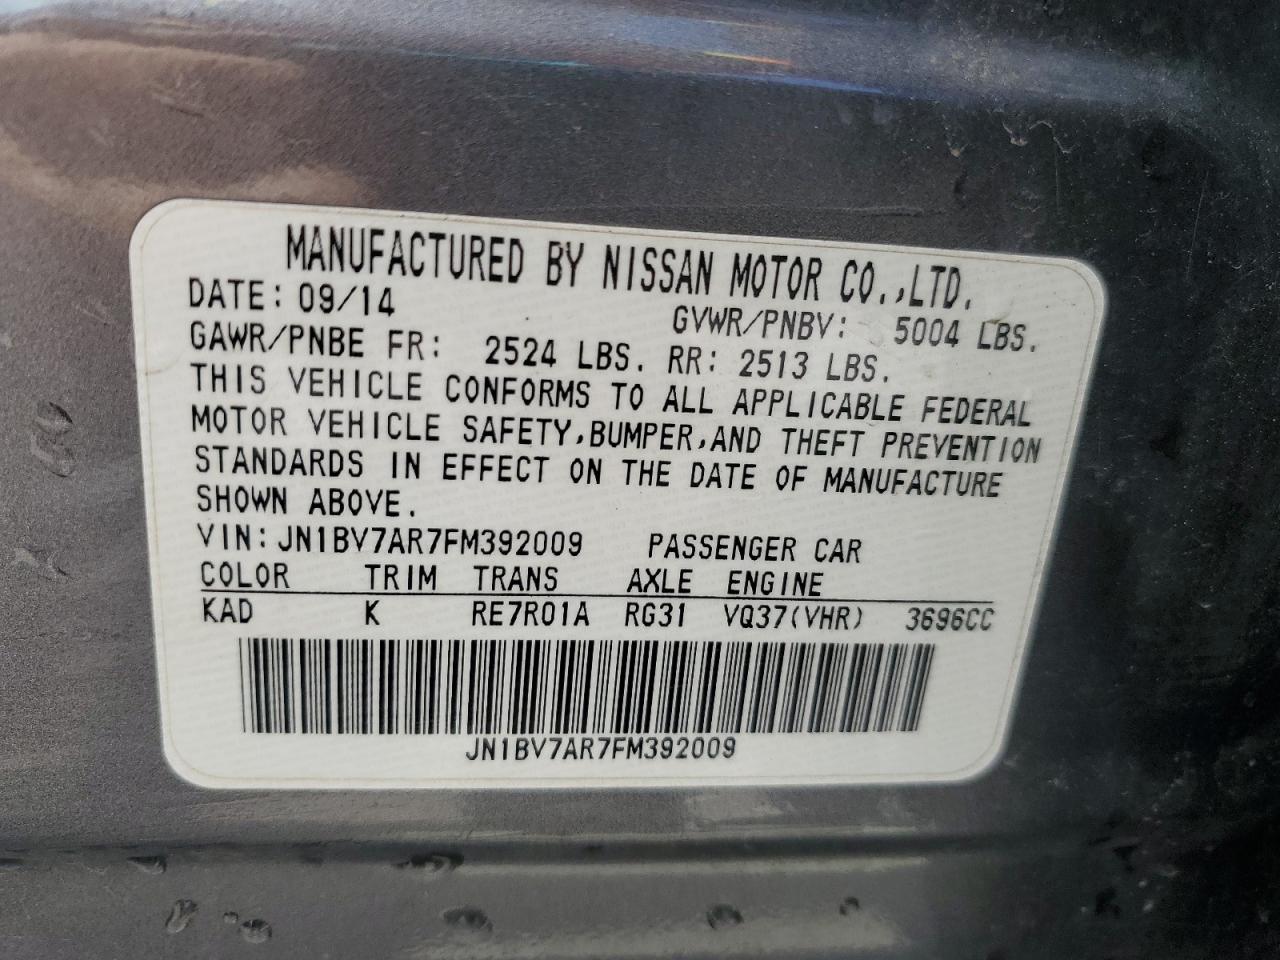 MANUFACTURED BY NISSAN MOTOR CO.,LTD.
DATE: 09/14 GVWR/PNBV: 5004 LBS.
GAWR/PNBE FR: 2524 LBS. RR: 2513 LBS.
THIS VEHICLE CONFORMS TO ALL APPLICABLE FEDERAL
MOTOR VEHICLE SAFETY,BUMPER,AND THEFT PREVENTION
STANDARDS IN EFFECT ON THE DATE OF MANUFACTURE
SHOWN ABOVE.
VIN: JN1BV7AR7FM392009 PASSENGER CAR
COLOR TRIM TRANS AXLE ENGINE
KAD K RE7R01A RG31 VQ37(VHR) 3696CC
JN1BV7AR7FM392009